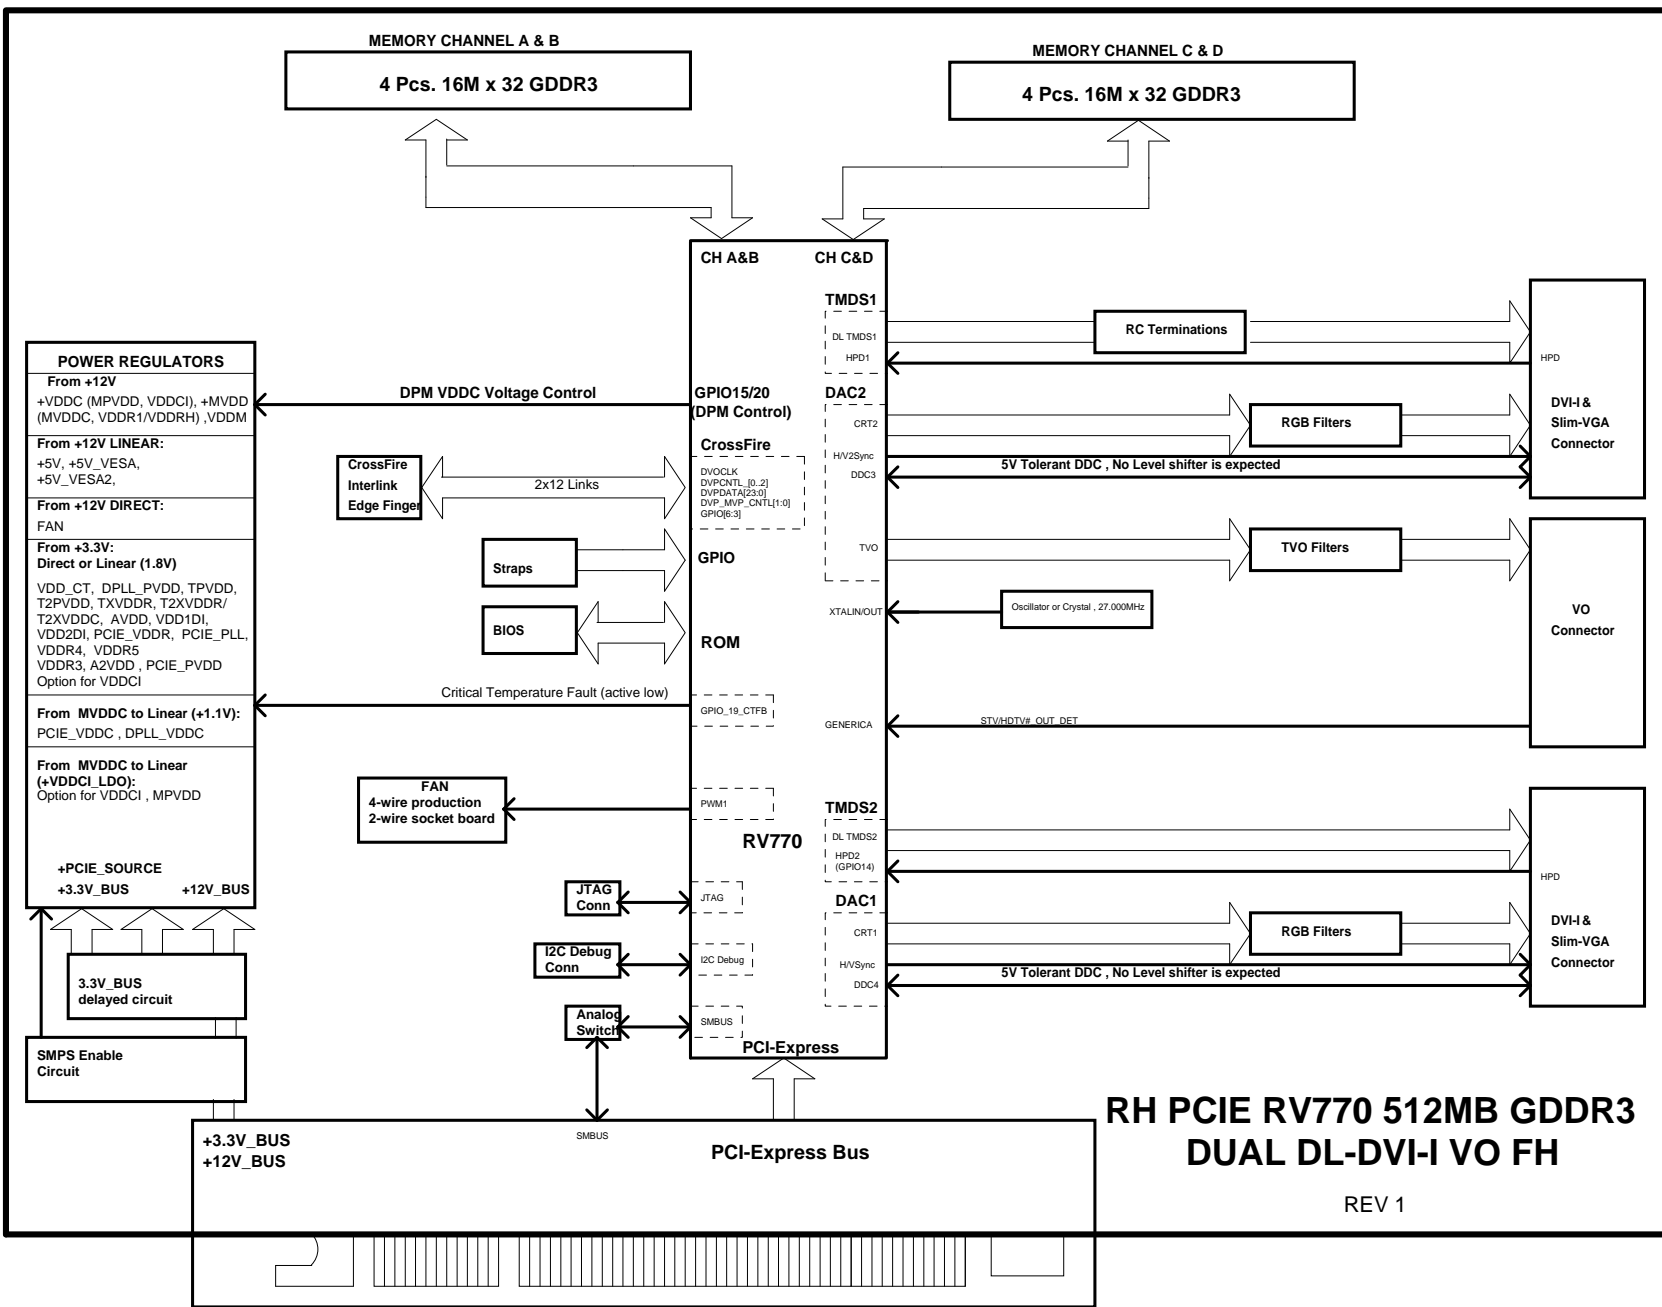 MEMORY CHANNEL A & B
4 Pcs. 16M x 32 GDDR3
MEMORY CHANNEL C & D
4 Pcs. 16M x 32 GDDR3
CH A&B
CH C&D
TMDS1
DL TMDS1
HPD1
RC Terminations
HPD
DVI-I &
Slim-VGA
Connector
POWER REGULATORS
From +12V
+VDDC (MPVDD, VDDCI), +MVDD
(MVDDC, VDDR1/VDDRH) ,VDDM
From +12V LINEAR:
+5V, +5V_VESA,
+5V_VESA2,
From +12V DIRECT:
FAN
From +3.3V:
Direct or Linear (1.8V)
VDD_CT, DPLL_PVDD, TPVDD,
T2PVDD, TXVDDR, T2XVDDR/
T2XVDDC, AVDD, VDD1DI,
VDD2DI, PCIE_VDDR, PCIE_PLL,
VDDR4, VDDR5
VDDR3, A2VDD , PCIE_PVDD
Option for VDDCI
From MVDDC to Linear (+1.1V):
PCIE_VDDC , DPLL_VDDC
From MVDDC to Linear
(+VDDCI_LDO):
Option for VDDCI , MPVDD
+PCIE_SOURCE
+3.3V_BUS
+12V_BUS
DPM VDDC Voltage Control
GPIO15/20
(DPM Control)
DAC2
CRT2
RGB Filters
H/V2Sync
5V Tolerant DDC , No Level shifter is expected
DDC3
CrossFire
Interlink
Edge Finger
2x12 Links
CrossFire
DVOCLK
DVPCNTL_[0..2]
DVPDATA[23:0]
DVP_MVP_CNTL[1:0]
GPIO[6:3]
TVO
TVO Filters
Straps
GPIO
XTALIN/OUT
Oscillator or Crystal , 27.000MHz
VO
Connector
BIOS
ROM
Critical Temperature Fault (active low)
GPIO_19_CTFB
GENERICA
STV/HDTV#_OUT_DET
FAN
4-wire production
2-wire socket board
PWM1
RV770
TMDS2
DL TMDS2
HPD2
(GPIO14)
HPD
JTAG
Conn
JTAG
DAC1
CRT1
RGB Filters
DVI-I &
Slim-VGA
Connector
H/VSync
5V Tolerant DDC , No Level shifter is expected
DDC4
I2C Debug
Conn
I2C Debug
3.3V_BUS
delayed circuit
Analog
Switch
SMBUS
SMPS Enable
Circuit
PCI-Express
+3.3V_BUS
+12V_BUS
SMBUS
PCI-Express Bus
RH PCIE RV770 512MB GDDR3
DUAL DL-DVI-I VO FH
REV 1